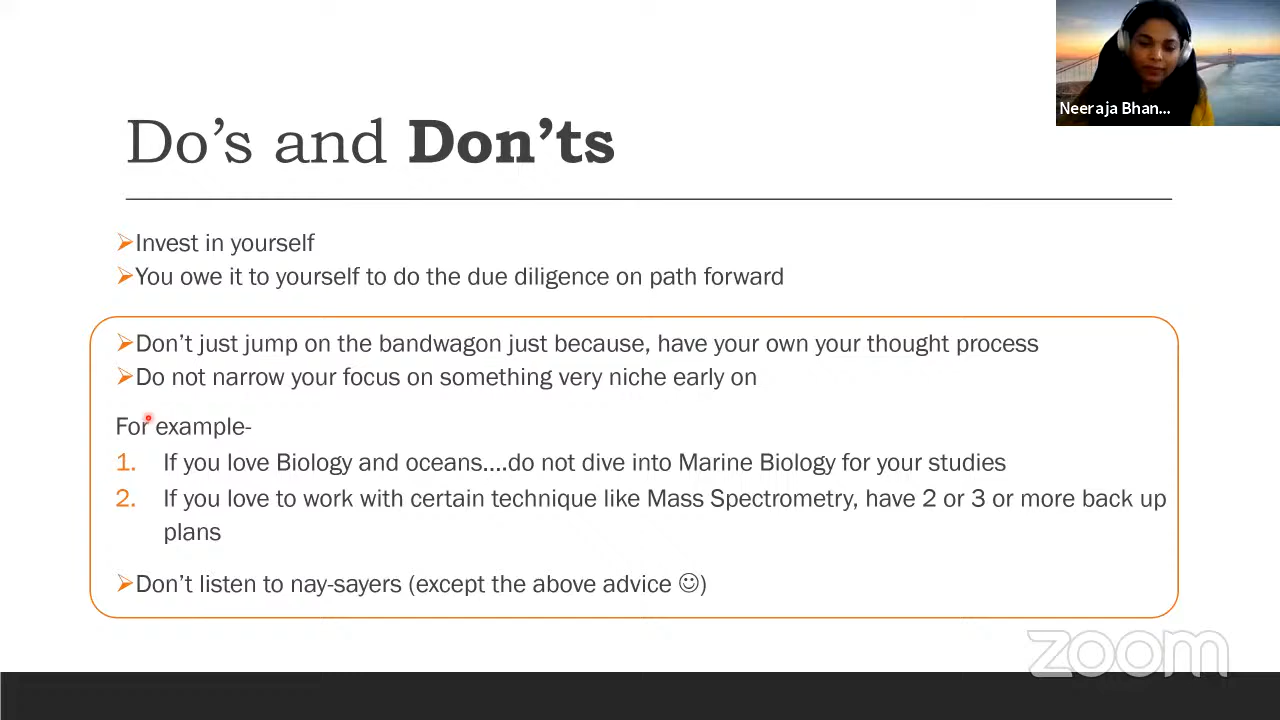 Neeraja Bhan...
Do's and Don'ts
➢Invest in yourself
➢You owe it to yourself to do the due diligence on path forward
➢Don't just jump on the bandwagon just because, have your own your thought process
➢Do not narrow your focus on something very niche early on
For example-
1. If you love Biology and oceans....do not dive into Marine Biology for your studies
2. If you love to work with certain technique like Mass Spectrometry, have 2 or 3 or more back up
plans
➢Don't listen to nay-sayers (except the above advice ☺)
zoom